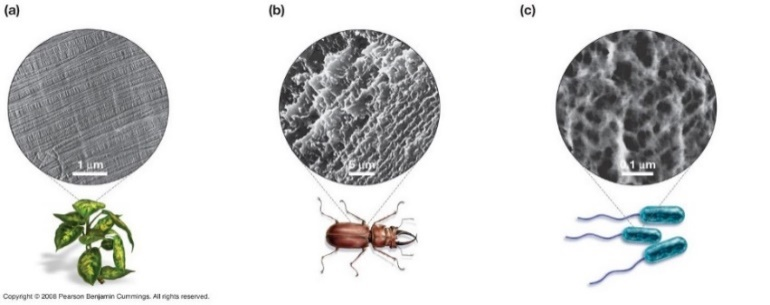 (a)
(b)
(c)
1 μm
5 μm
0.1 μm
Copyright © 2008 Pearson Benjamin Cummings. All rights reserved.